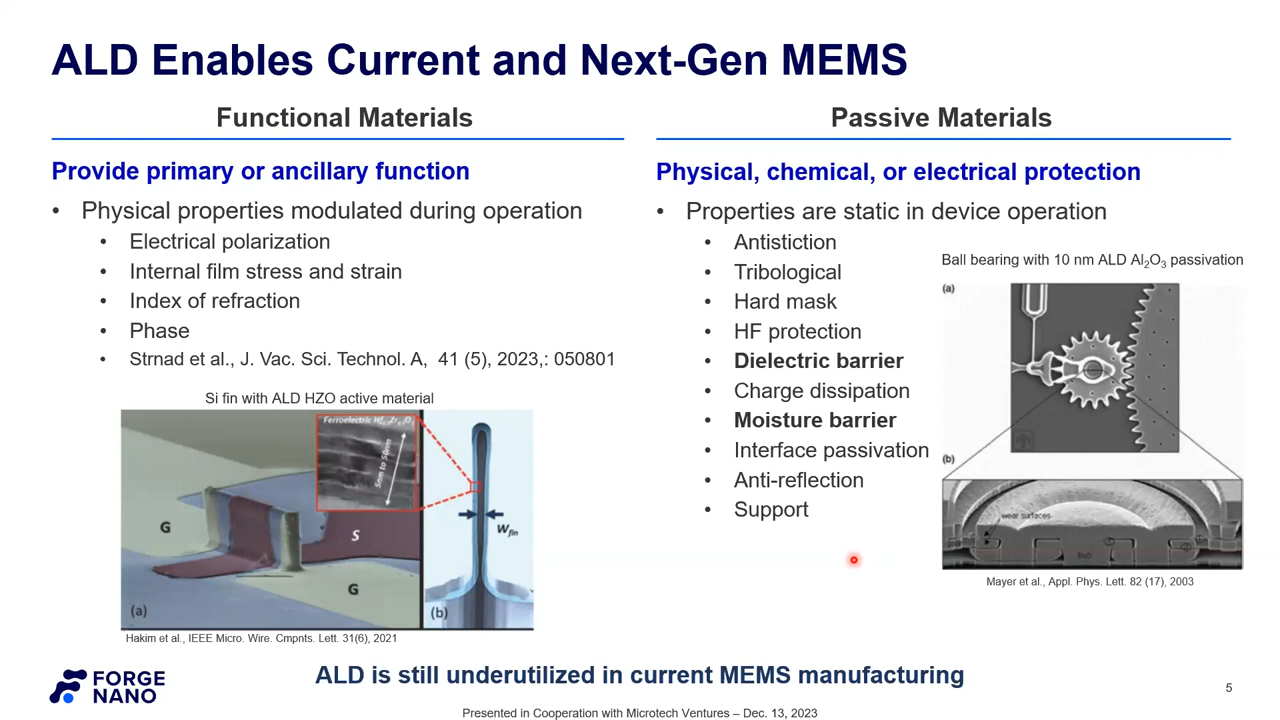 ALD Enables Current and Next-Gen MEMS
Functional Materials
Provide primary or ancillary function
• Physical properties modulated during operation
• Electrical polarization
• Internal film stress and strain
• Index of refraction
• Phase
• Strnad et al., J. Vac. Sci. Technol. A, 41 (5), 2023,: 050801
Si fin with ALD HZO active material
Ferroelectric
5nm to 50nm
G
S
G
(a)
Wfin
(b)
Hakim et al., IEEE Micro. Wire. Cmpnts. Lett. 31(6), 2021
Passive Materials
Physical, chemical, or electrical protection
• Properties are static in device operation
• Antistiction
• Tribological
• Hard mask
• HF protection
• Dielectric barrier
• Charge dissipation
• Moisture barrier
• Interface passivation
• Anti-reflection
• Support
Ball bearing with 10 nm ALD Al2O3 passivation
(a)
(b)
wear surfaces
hub
Mayer et al., Appl. Phys. Lett. 82 (17), 2003
ALD is still underutilized in current MEMS manufacturing
FORGE
NANO
Presented in Cooperation with Microtech Ventures – Dec. 13, 2023
5